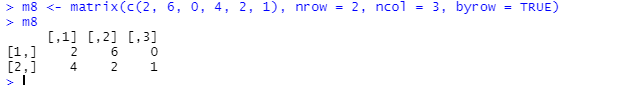 > m8 <- matrix(c(2, 6, 0, 4, 2, 1), nrow = 2, ncol = 3, byrow = TRUE)
> m8
     [,1] [,2] [,3]
[1,]    2    6    0
[2,]    4    2    1
>